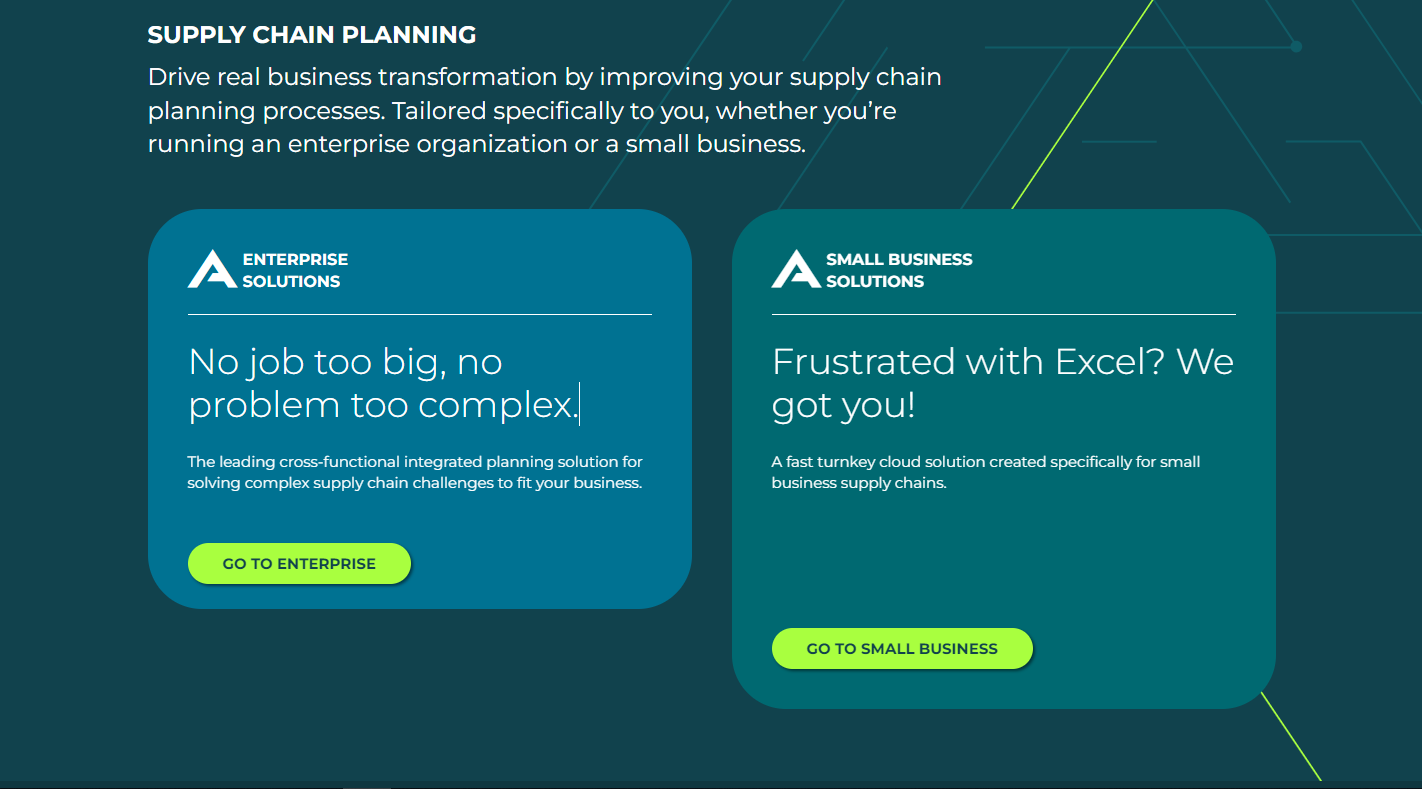 SUPPLY CHAIN PLANNING
Drive real business transformation by improving your supply chain
planning processes. Tailored specifically to you, whether you’re
running an enterprise organization or a small business.
ENTERPRISE
SOLUTIONS
No job too big, no
problem too complex.
The leading cross-functional integrated planning solution for
solving complex supply chain challenges to fit your business.
GO TO ENTERPRISE
SMALL BUSINESS
SOLUTIONS
Frustrated with Excel? We
got you!
A fast turnkey cloud solution created specifically for small
business supply chains.
GO TO SMALL BUSINESS